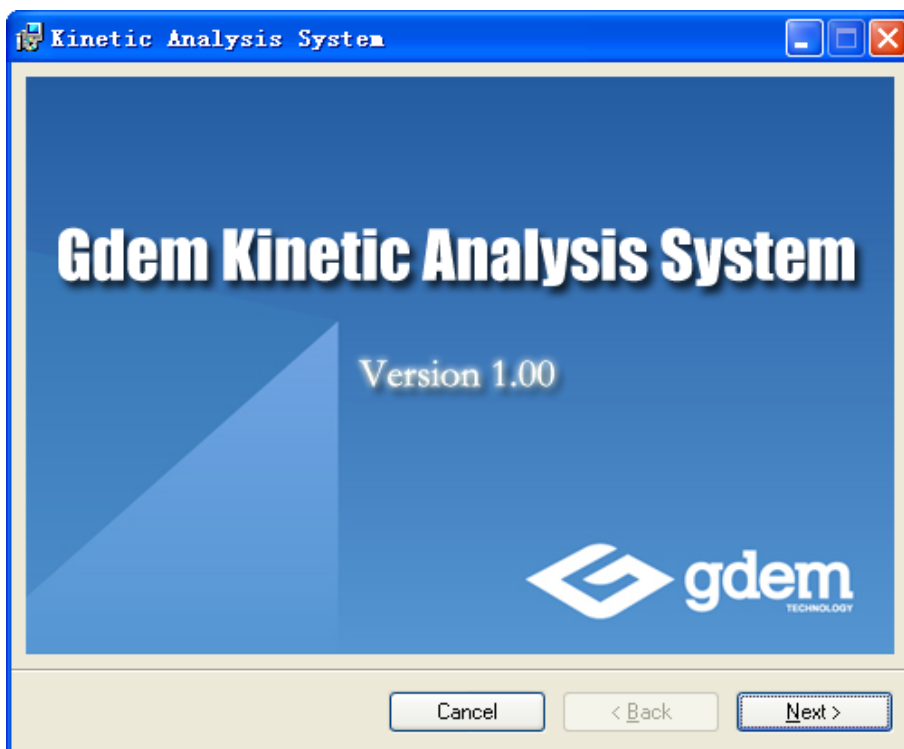 Kinetic Analysis System
Gdem Kinetic Analysis System
Version 1.00
gdem
TECHNOLOGY
Cancel
< Back
Next >